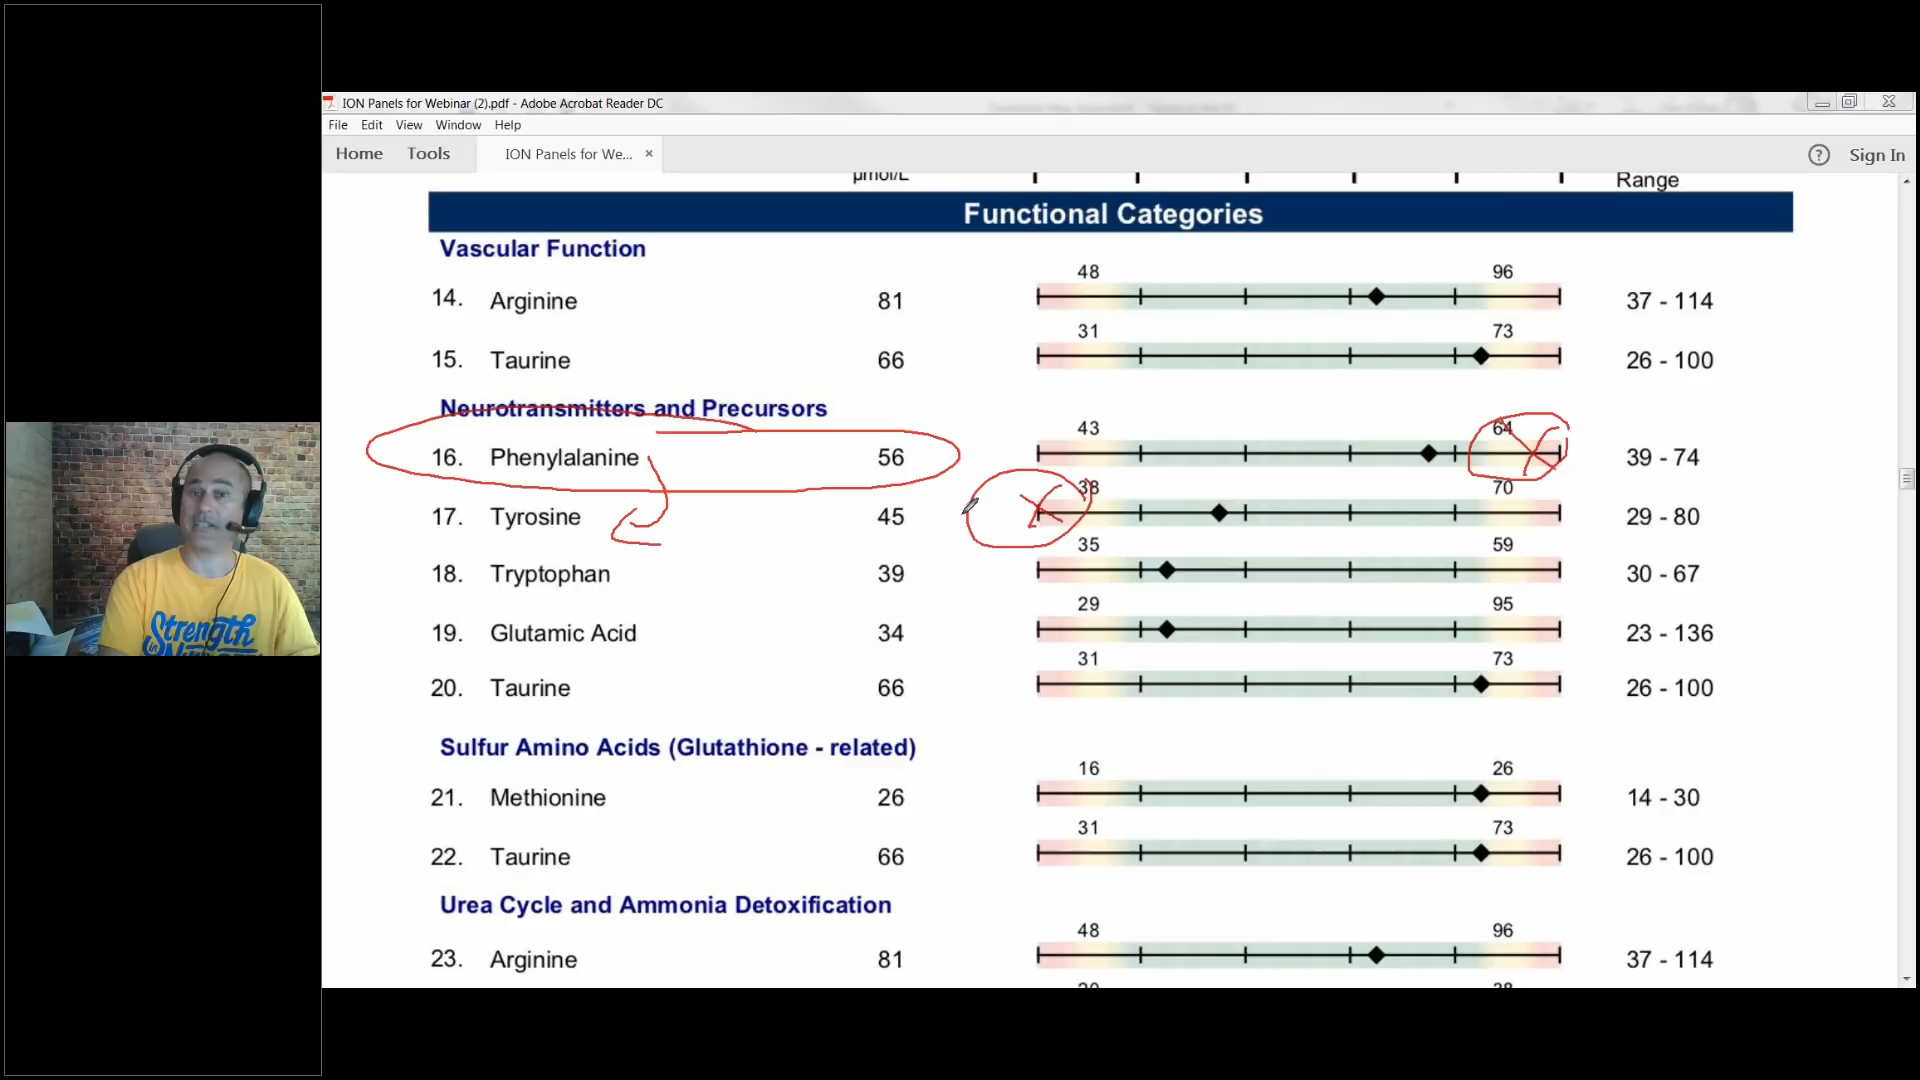 ION Panels for Webinar (2).pdf - Adobe Acrobat Reader DC
File Edit View Window Help
Home Tools ION Panels for We... × ? Sign In
µmol/L Range
Functional Categories
Vascular Function
48 96
14. Arginine 81 37 - 114
31 73
15. Taurine 66 26 - 100
Neurotransmitters and Precursors
43 64
16. Phenylalanine 56 39 - 74
38 70
17. Tyrosine 45 29 - 80
35 59
18. Tryptophan 39 30 - 67
29 95
19. Glutamic Acid 34 23 - 136
31 73
20. Taurine 66 26 - 100
Sulfur Amino Acids (Glutathione - related)
16 26
21. Methionine 26 14 - 30
31 73
22. Taurine 66 26 - 100
Urea Cycle and Ammonia Detoxification
48 96
23. Arginine 81 37 - 114
Strength
in